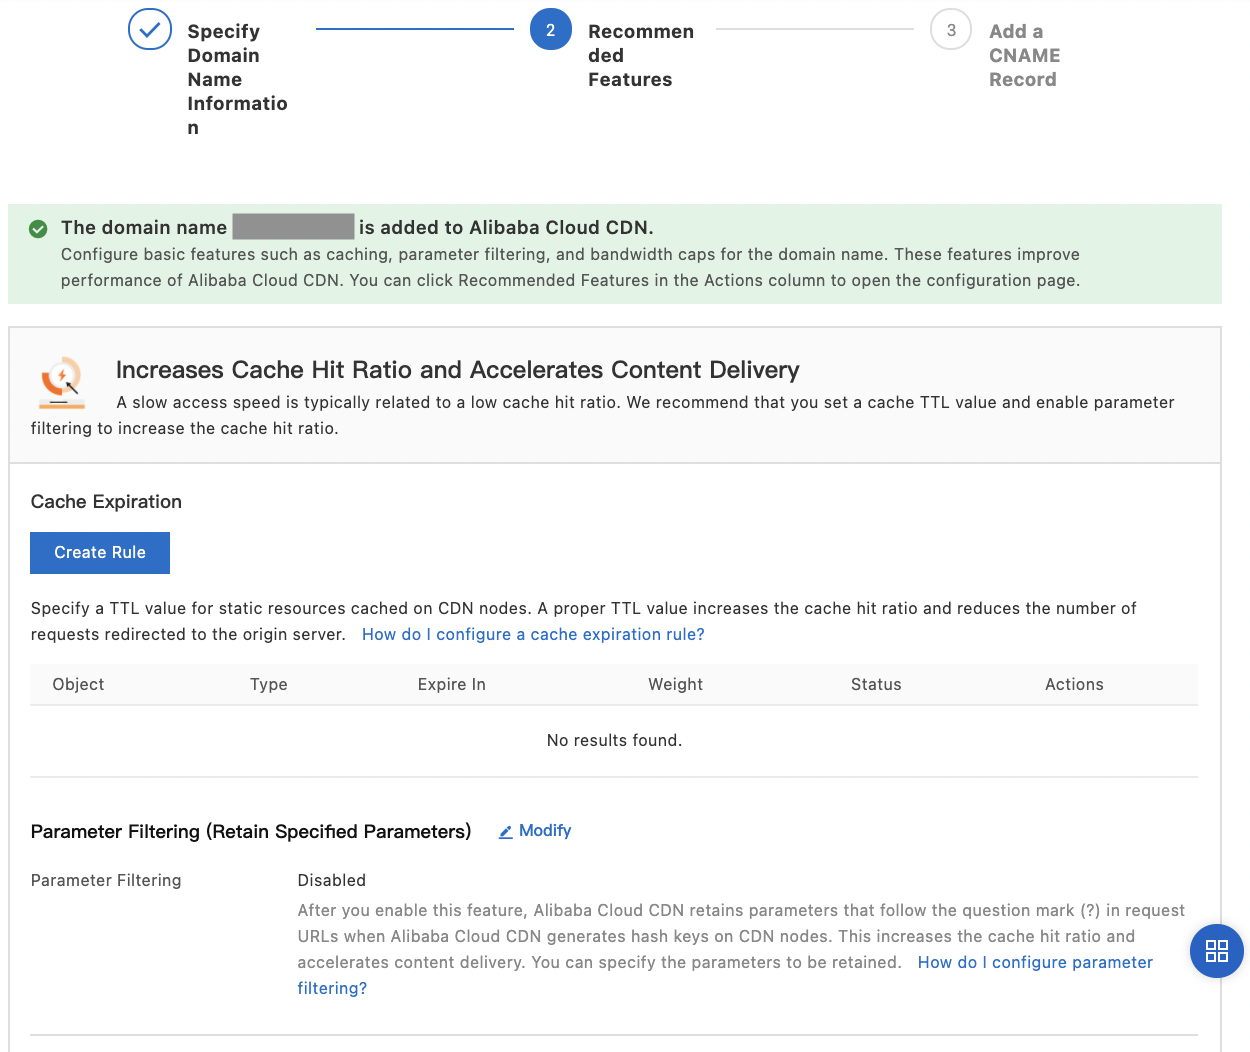 Specify
Domain
Name
Informatio
n
2
Recommen
ded
Features
3
Add a
CNAME
Record
The domain name is added to Alibaba Cloud CDN.
Configure basic features such as caching, parameter filtering, and bandwidth caps for the domain name. These features improve
performance of Alibaba Cloud CDN. You can click Recommended Features in the Actions column to open the configuration page.
Increases Cache Hit Ratio and Accelerates Content Delivery
A slow access speed is typically related to a low cache hit ratio. We recommend that you set a cache TTL value and enable parameter
filtering to increase the cache hit ratio.
Cache Expiration
Create Rule
Specify a TTL value for static resources cached on CDN nodes. A proper TTL value increases the cache hit ratio and reduces the number of
requests redirected to the origin server. How do I configure a cache expiration rule?
Object Type Expire In Weight Status Actions
No results found.
Parameter Filtering (Retain Specified Parameters) Modify
Parameter Filtering Disabled
After you enable this feature, Alibaba Cloud CDN retains parameters that follow the question mark (?) in request
URLs when Alibaba Cloud CDN generates hash keys on CDN nodes. This increases the cache hit ratio and
accelerates content delivery. You can specify the parameters to be retained. How do I configure parameter
filtering?